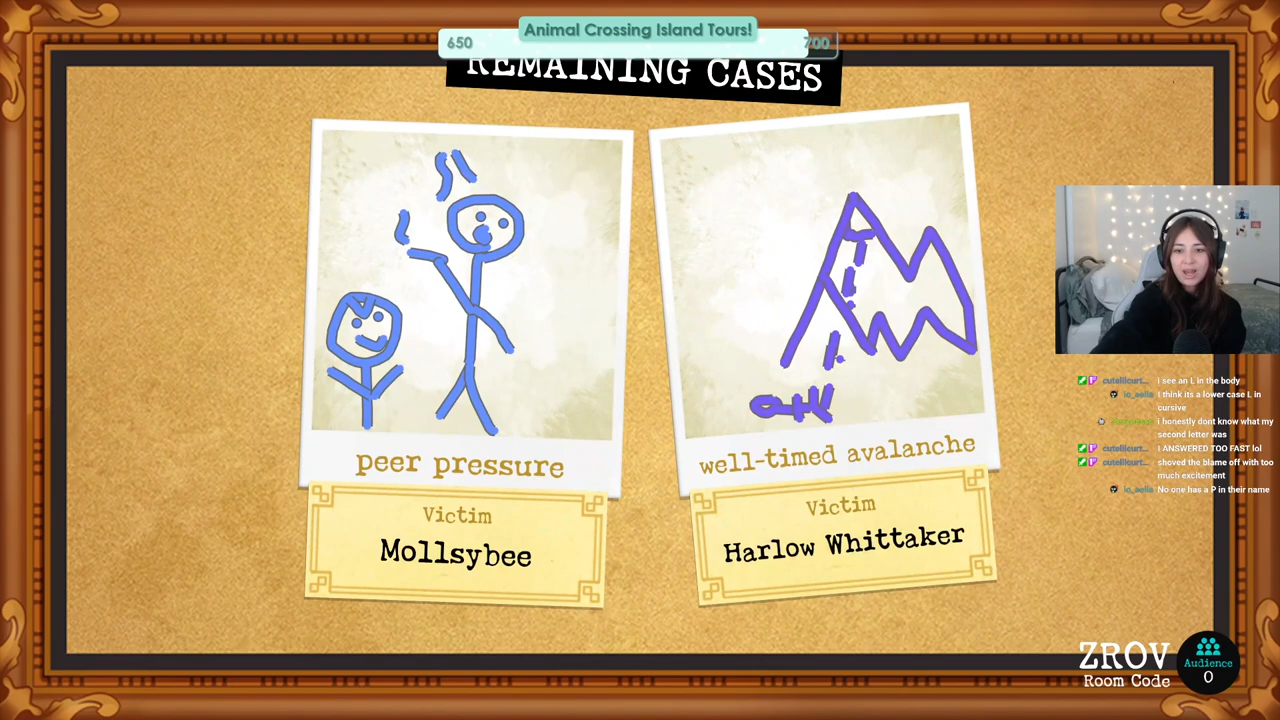 Animal Crossing Island Tours!
650
700
REMAINING CASES
peer pressure
Victim
Mollsybee
well-timed avalanche
Victim
Harlow Whittaker
I see an L in the body
I think its a lower case L in
cursive
I honestly dont know what my
second letter was
I ANSWERED TOO FAST lol
shoved the blame off with too
much excitement
No one has a P in their name
ZROV
Room Code
Audience
0